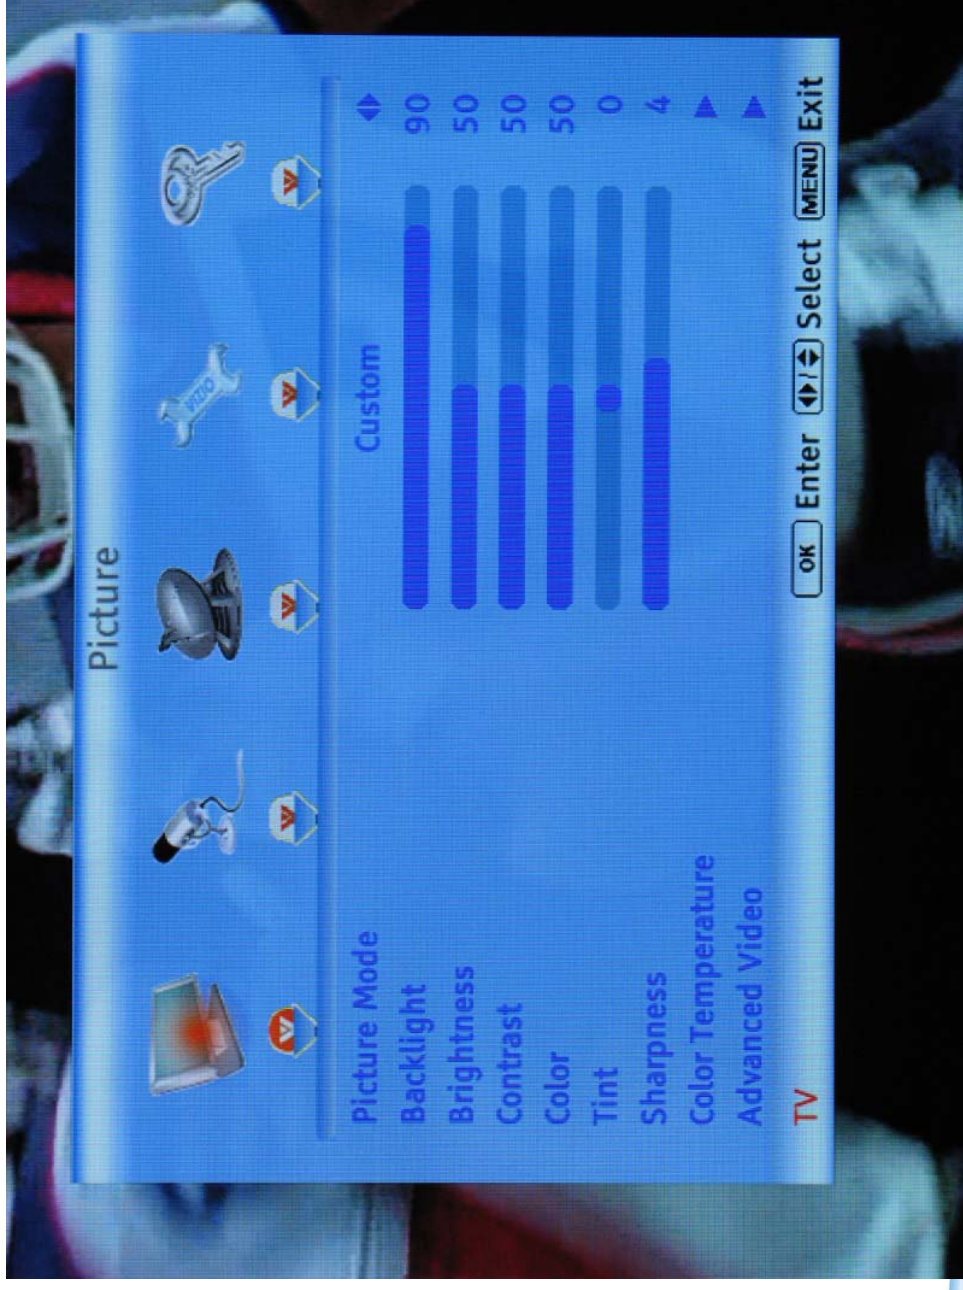 Picture
VIZIO
Picture Mode Custom
Backlight 90
Brightness 50
Contrast 50
Color 50
Tint 0
Sharpness 4
Color Temperature
Advanced Video
TV OK Enter / Select MENU Exit